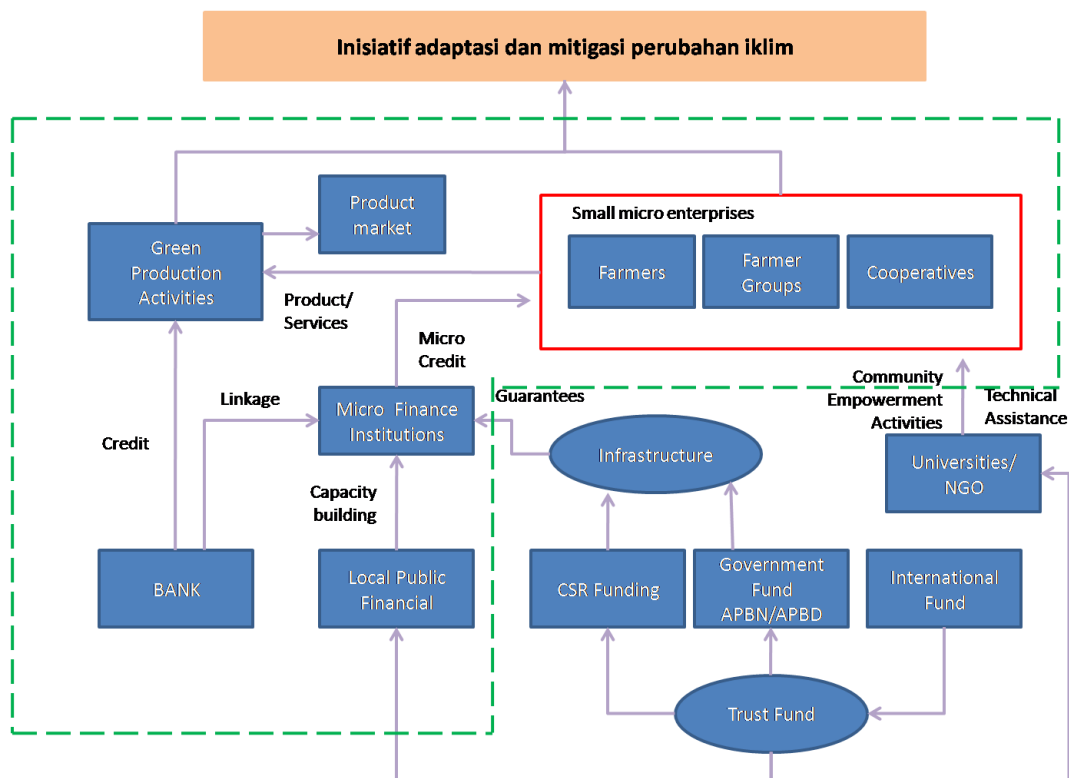 Inisiatif adaptasi dan mitigasi perubahan iklim
Product
market
Small micro enterprises
Green
Production
Activities
Farmers
Farmer
Groups
Cooperatives
Product/
Services
Micro
Credit
Linkage
Micro Finance
Institutions
Guarantees
Community
Empowerment
Activities
Technical
Assistance
Credit
Infrastructure
Universities/
NGO
Capacity
building
BANK
Local Public
Financial
CSR Funding
Government
Fund
APBN/APBD
International
Fund
Trust Fund